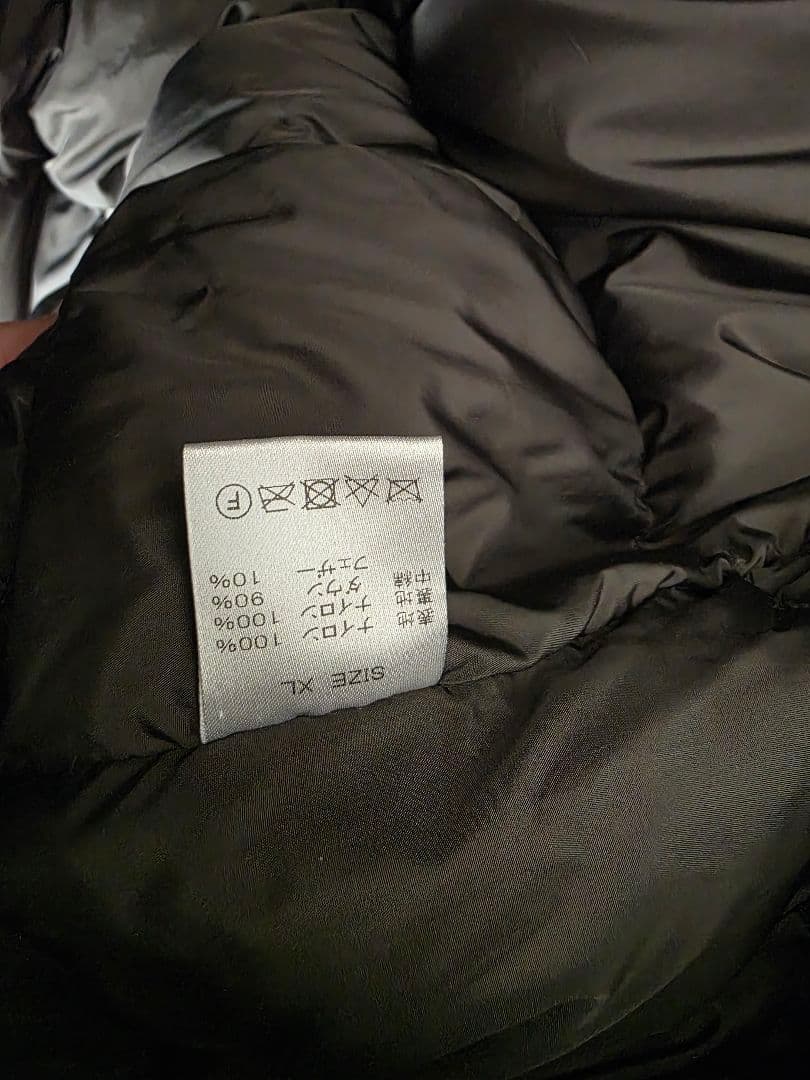 SIZE XL
表地 ナイロン 100%
裏地 ナイロン 100%
中綿 ダウン 90%
フェザー 10%
F